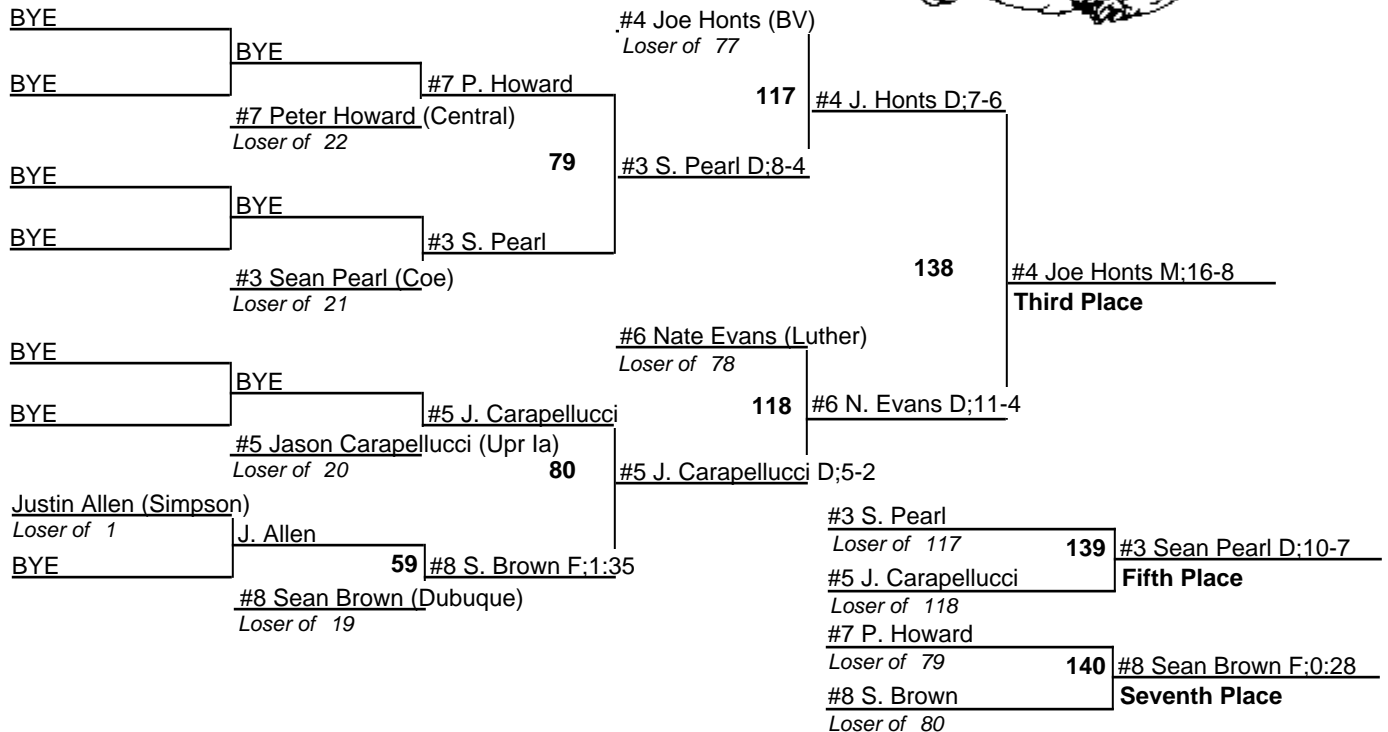 BYE
BYE
BYE
#7 P. Howard
#7 Peter Howard (Central)
Loser of 22
BYE
BYE
BYE
#3 S. Pearl
#3 Sean Pearl (Coe)
Loser of 21
79
#3 S. Pearl D;8-4
#4 Joe Honts (BV)
Loser of 77
117
#4 J. Honts D;7-6
BYE
BYE
BYE
#5 J. Carapellucci
#5 Jason Carapellucci (Upr Ia)
Loser of 20
Justin Allen (Simpson)
Loser of 1
BYE
J. Allen
59
#8 S. Brown F;1:35
#8 Sean Brown (Dubuque)
Loser of 19
80
#5 J. Carapellucci D;5-2
#6 Nate Evans (Luther)
Loser of 78
118
#6 N. Evans D;11-4
138
#4 Joe Honts M;16-8
Third Place
#3 S. Pearl
Loser of 117
139
#3 Sean Pearl D;10-7
#5 J. Carapellucci
Fifth Place
Loser of 118
#7 P. Howard
Loser of 79
140
#8 Sean Brown F;0:28
#8 S. Brown
Seventh Place
Loser of 80